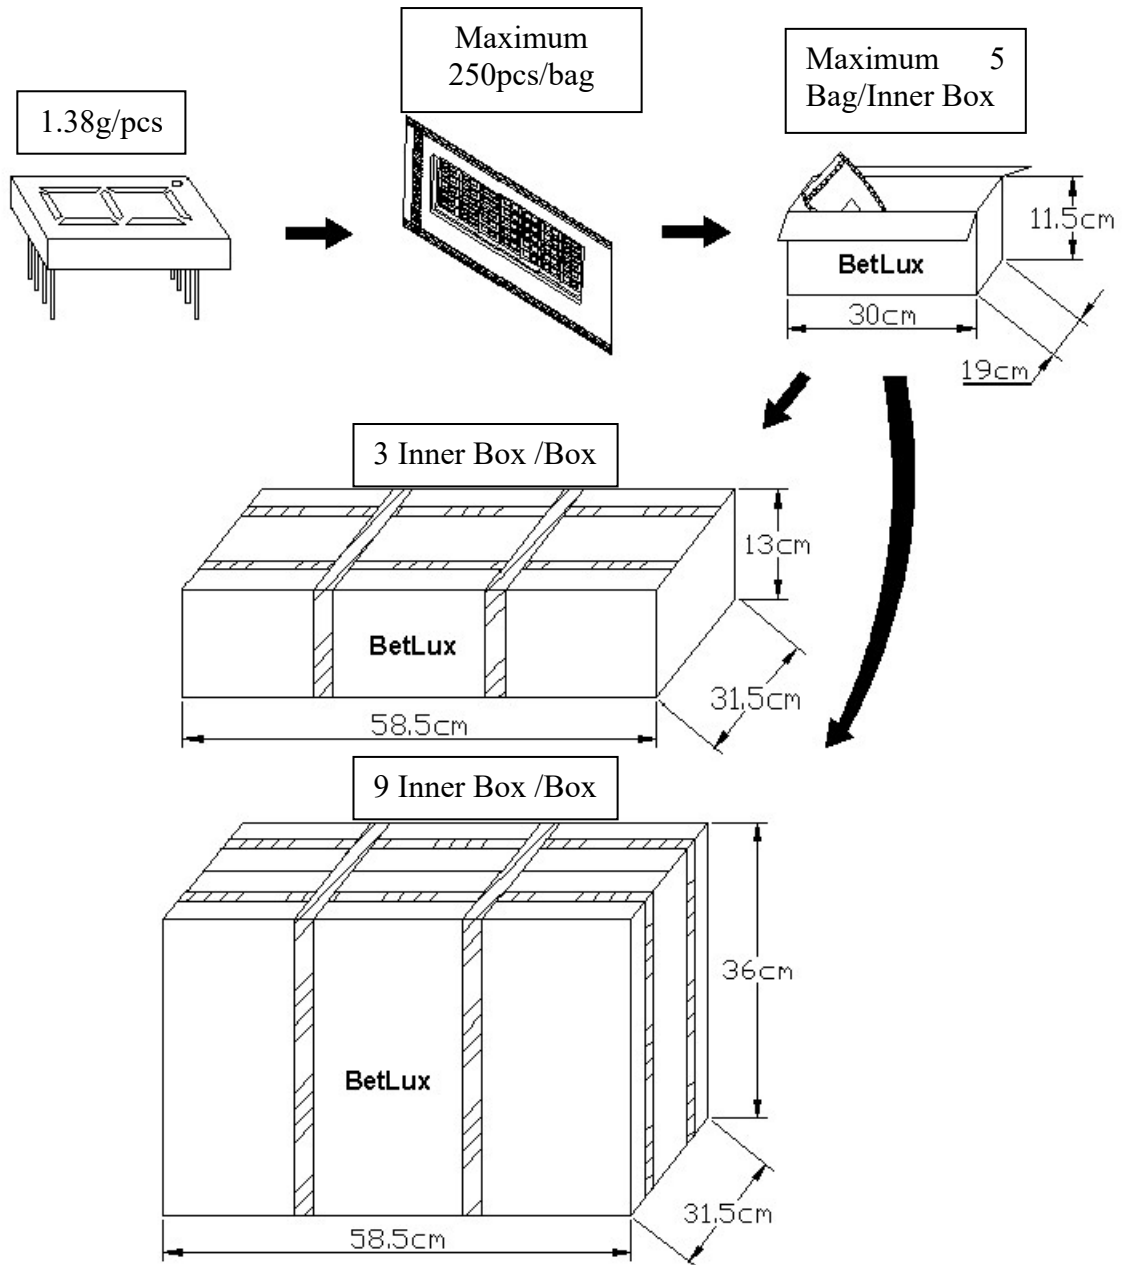 Maximum
250pcs/bag
Maximum 5
Bag/Inner Box
1.38g/pcs
11.5cm
BetLux
30cm
19cm
3 Inner Box /Box
13cm
BetLux
31.5cm
58.5cm
9 Inner Box /Box
36cm
BetLux
31.5cm
58.5cm